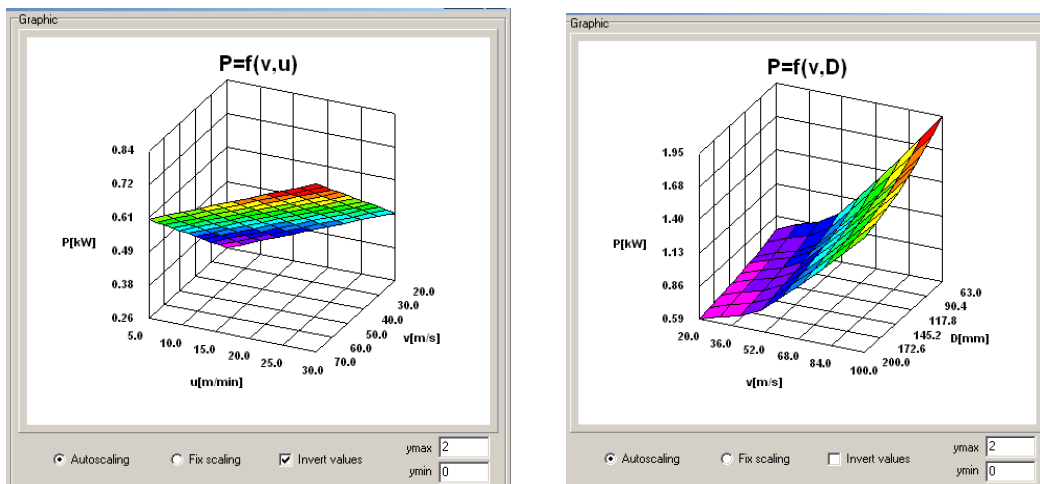 Graphic
P=f(v,u)
0.84
0.72
0.61
P[kW]
0.49
0.38
0.26
5.0
10.0
15.0
20.0
25.0
30.0
u[m/min]
20.0
30.0
40.0
50.0
v[m/s]
60.0
70.0
Autoscaling
Fix scaling
Invert values
ymax 2
ymin 0
Graphic
P=f(v,D)
1.95
1.68
1.40
P[kW]
1.13
0.86
0.59
20.0
36.0
52.0
68.0
84.0
100.0
v[m/s]
63.0
90.4
117.8
145.2
D[mm]
172.6
200.0
Autoscaling
Fix scaling
Invert values
ymax 2
ymin 0